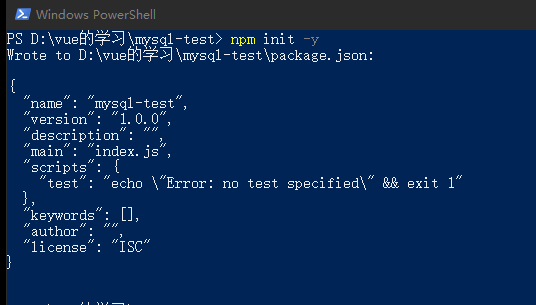 Windows PowerShell
PS D:\vue的学习\mysql-test> npm init -y
Wrote to D:\vue的学习\mysql-test\package.json:
{
  "name": "mysql-test",
  "version": "1.0.0",
  "description": "",
  "main": "index.js",
  "scripts": {
    "test": "echo \"Error: no test specified\" && exit 1"
  },
  "keywords": [],
  "author": "",
  "license": "ISC"
}